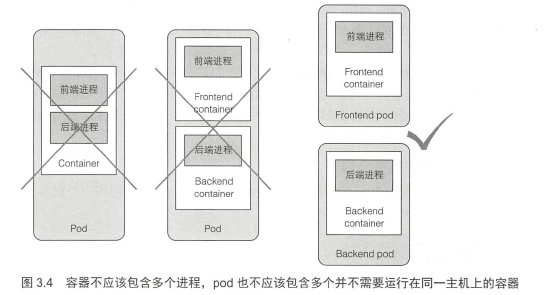 前端进程
后端进程
Container
Pod
前端进程
Frontend
container
后端进程
Backend
container
Pod
前端进程
Frontend
container
Frontend pod
后端进程
Backend
container
Backend pod
图 3.4 容器不应该包含多个进程，pod 也不应该包含多个并不需要运行在同一主机上的容器